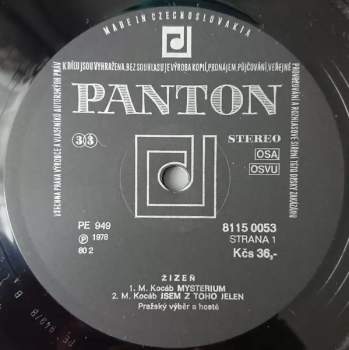 MADE IN CZECHOSLOVAKIA
VŠECHNA PRÁVA VÝROBCE A VLASTNÍKŮ AUTORSKÝCH PRÁV K DÍLU JSOU VYHRAŽENA, BEZ SOUHLASU JE VÝROBA KOPIÍ, PRONÁJEM, PŮJČOVÁNÍ, VEŘEJNÉ PROVOZOVÁNÍ A ROZHLASOVÉ ŠÍŘENÍ TÉTO DESKY ZAKÁZÁNO
PANTON
33 STEREO
OSA
OSVU
PE 949 8115 0053
Ⓟ 1978 STRANA 1
60 2 Kčs 36,-
ŽÍZEŇ
1. M. Kocáb MYSTERIUM
2. M. Kocáb JSEM Z TOHO JELEN
Pražský výběr a hosté